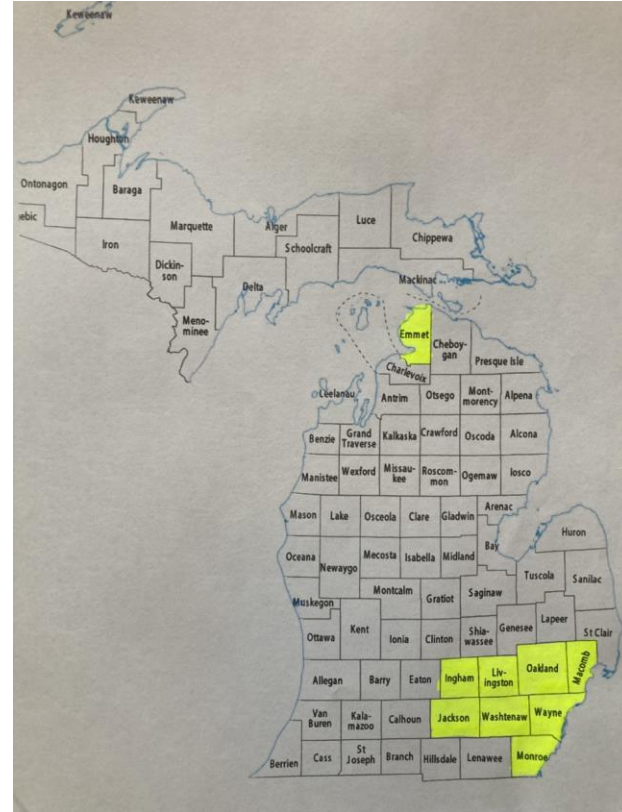 Keweenaw
Keweenaw
Houghton
Ontonagon
Baraga
ebic
Iron
Marquette
Dickin-
son
Meno-
minee
Alger
Delta
Schoolcraft
Luce
Chippewa
Mackinac
Emmet
Cheboy-
gan
Presque Isle
Charlevoix
Leelanau
Antrim
Otsego
Mont-
morency
Alpena
Benzie
Grand
Traverse
Kalkaska
Crawford
Oscoda
Alcona
Manistee
Wexford
Missau-
kee
Roscom-
mon
Ogemaw
Iosco
Mason
Lake
Osceola
Clare
Gladwin
Arenac
Huron
Oceana
Newaygo
Mecosta
Isabella
Midland
Bay
Tuscola
Sanilac
Muskegon
Montcalm
Gratiot
Saginaw
Ottawa
Kent
Ionia
Clinton
Shia-
wassee
Genesee
Lapeer
St Clair
Allegan
Barry
Eaton
Ingham
Liv-
ingston
Oakland
Macomb
Van
Buren
Kala-
mazoo
Calhoun
Jackson
Washtenaw
Wayne
Berrien
Cass
St
Joseph
Branch
Hillsdale
Lenawee
Monroe